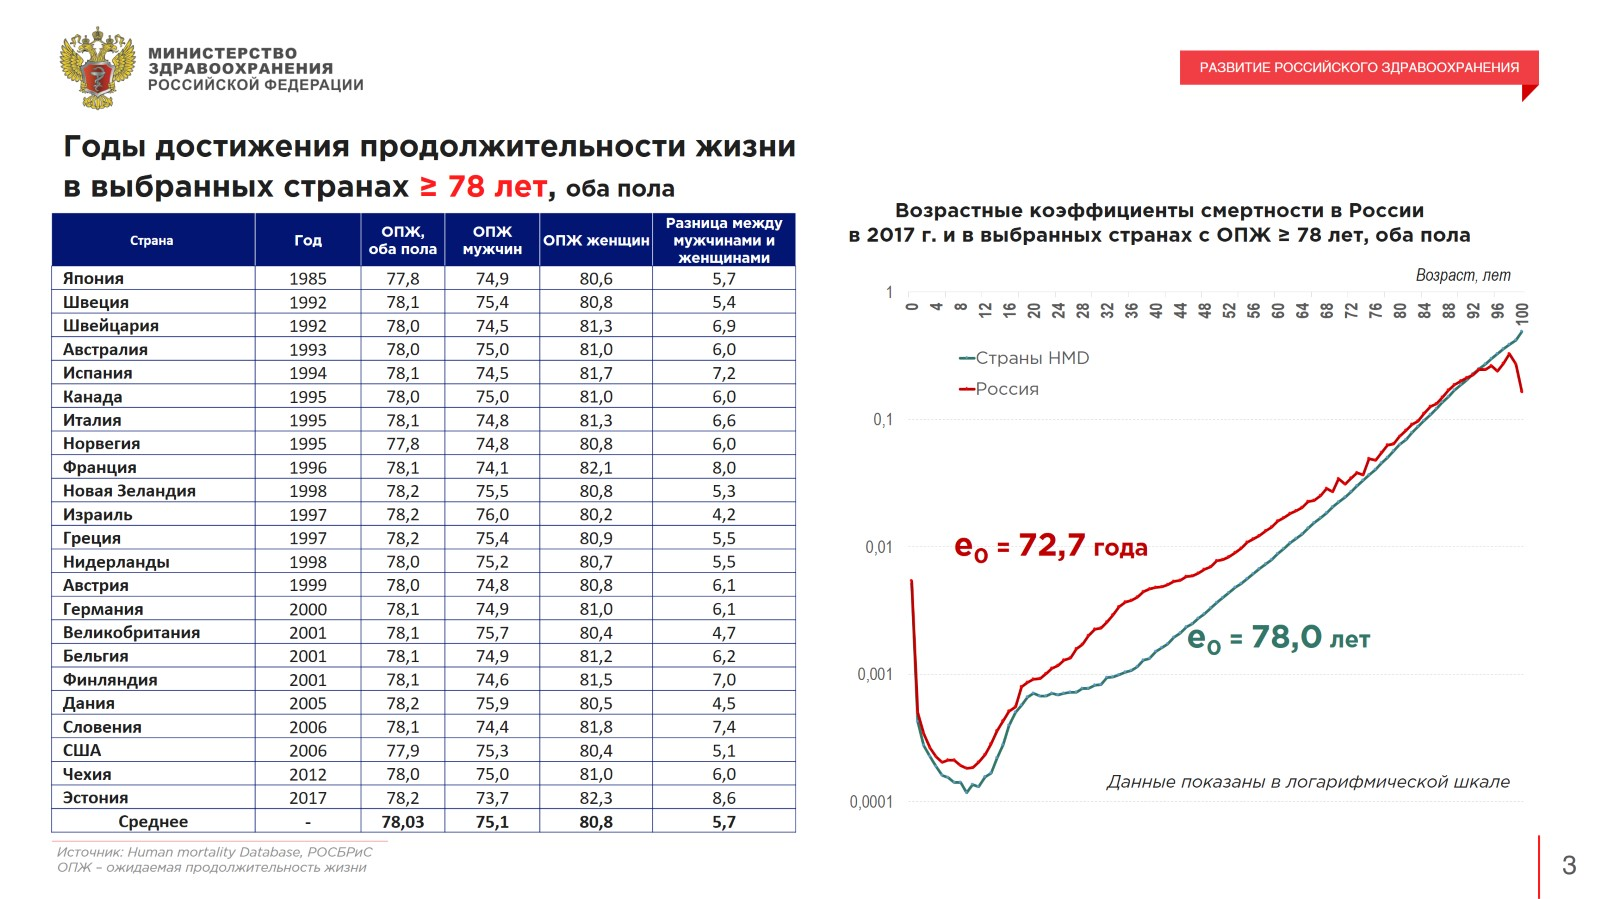 МИНИСТЕРСТВО
ЗДРАВООХРАНЕНИЯ
РОССИЙСКОЙ ФЕДЕРАЦИИ
РАЗВИТИЕ РОССИЙСКОГО ЗДРАВООХРАНЕНИЯ
Годы достижения продолжительности жизни
в выбранных странах ≥ 78 лет, оба пола
Страна Год ОПЖ, оба пола ОПЖ мужчин ОПЖ женщин Разница между мужчинами и женщинами
Япония 1985 77,8 74,9 80,6 5,7
Швеция 1992 78,1 75,4 80,8 5,4
Швейцария 1992 78,0 74,5 81,3 6,9
Австралия 1993 78,0 75,0 81,0 6,0
Испания 1994 78,1 74,5 81,7 7,2
Канада 1995 78,0 75,0 81,0 6,0
Италия 1995 78,1 74,8 81,3 6,6
Норвегия 1995 77,8 74,8 80,8 6,0
Франция 1996 78,1 74,1 82,1 8,0
Новая Зеландия 1998 78,2 75,5 80,8 5,3
Израиль 1997 78,2 76,0 80,2 4,2
Греция 1997 78,2 75,4 80,9 5,5
Нидерланды 1998 78,0 75,2 80,7 5,5
Австрия 1999 78,0 74,8 80,8 6,1
Германия 2000 78,1 74,9 81,0 6,1
Великобритания 2001 78,1 75,7 80,4 4,7
Бельгия 2001 78,1 74,9 81,2 6,2
Финляндия 2001 78,1 74,6 81,5 7,0
Дания 2005 78,2 75,9 80,5 4,5
Словения 2006 78,1 74,4 81,8 7,4
США 2006 77,9 75,3 80,4 5,1
Чехия 2012 78,0 75,0 81,0 6,0
Эстония 2017 78,2 73,7 82,3 8,6
Среднее - 78,03 75,1 80,8 5,7
Источник: Human mortality Database, РОСБРиС
ОПЖ – ожидаемая продолжительность жизни
Возрастные коэффициенты смертности в России
в 2017 г. и в выбранных странах с ОПЖ ≥ 78 лет, оба пола
Возраст, лет
1
0 4 8 12 16 20 24 28 32 36 40 44 48 52 56 60 64 68 72 76 80 84 88 92 96 100
Страны HMD
Россия
0,1
0,01
e0 = 72,7 года
e0 = 78,0 лет
0,001
Данные показаны в логарифмической шкале
0,0001
3